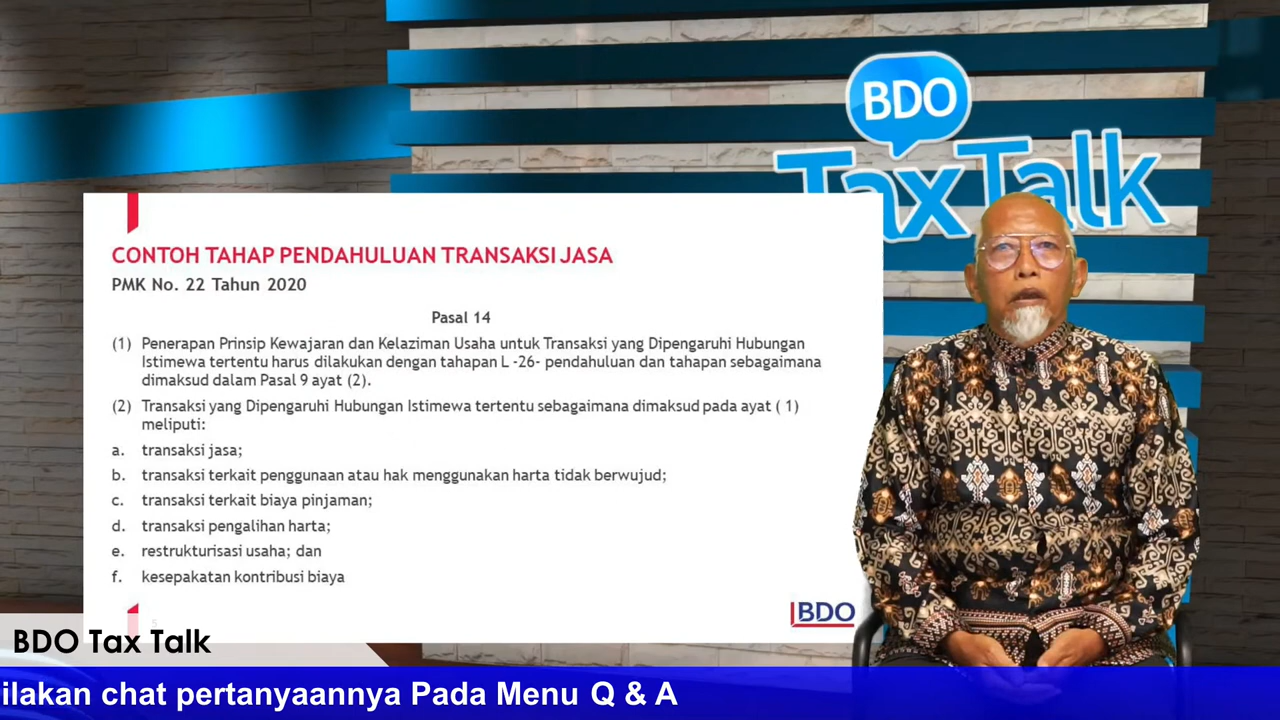 BDO
TaxTalk
CONTOH TAHAP PENDAHULUAN TRANSAKSI JASA
PMK No. 22 Tahun 2020
Pasal 14
(1) Penerapan Prinsip Kewajaran dan Kelaziman Usaha untuk Transaksi yang Dipengaruhi Hubungan
Istimewa tertentu harus dilakukan dengan tahapan L -26- pendahuluan dan tahapan sebagaimana
dimaksud dalam Pasal 9 ayat (2).
(2) Transaksi yang Dipengaruhi Hubungan Istimewa tertentu sebagaimana dimaksud pada ayat ( 1)
meliputi:
a. transaksi jasa;
b. transaksi terkait penggunaan atau hak menggunakan harta tidak berwujud;
c. transaksi terkait biaya pinjaman;
d. transaksi pengalihan harta;
e. restrukturisasi usaha; dan
f. kesepakatan kontribusi biaya
5
BDO
BDO Tax Talk
ilakan chat pertanyaannya Pada Menu Q & A